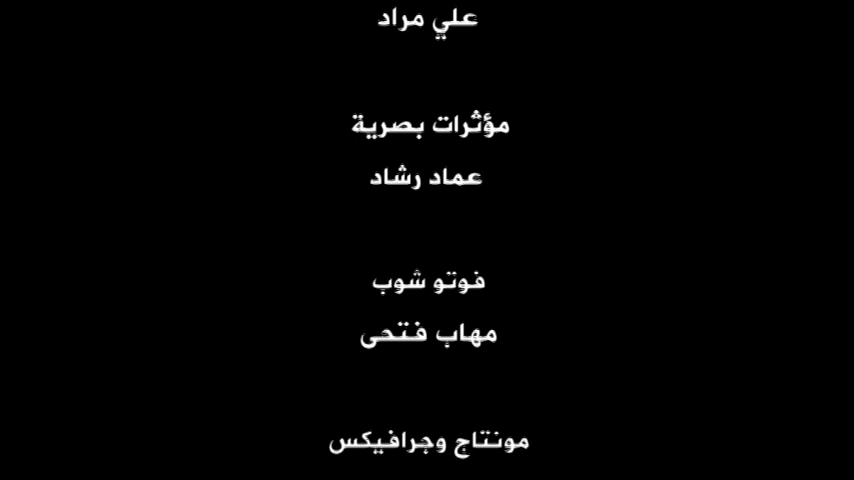 علي مراد
مؤثرات بصرية
عماد رشاد
فوتو شوب
مهاب فتحى
مونتاج وجرافيكس